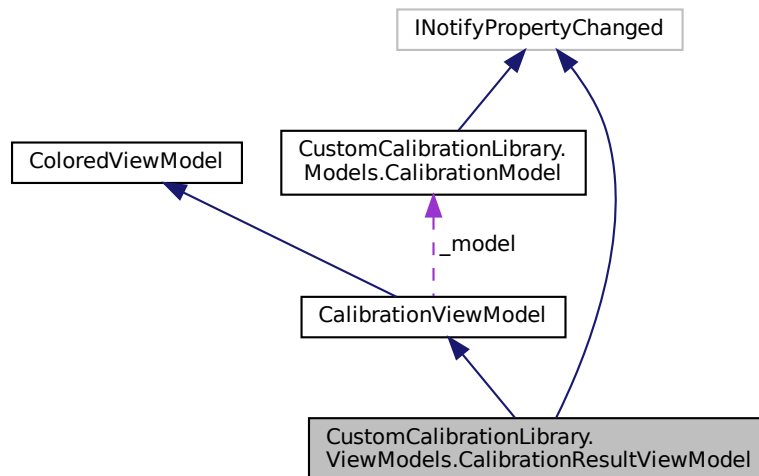 INotifyPropertyChanged
CustomCalibrationLibrary.
Models.CalibrationModel
ColoredViewModel
_model
CalibrationViewModel
CustomCalibrationLibrary.
ViewModels.CalibrationResultViewModel